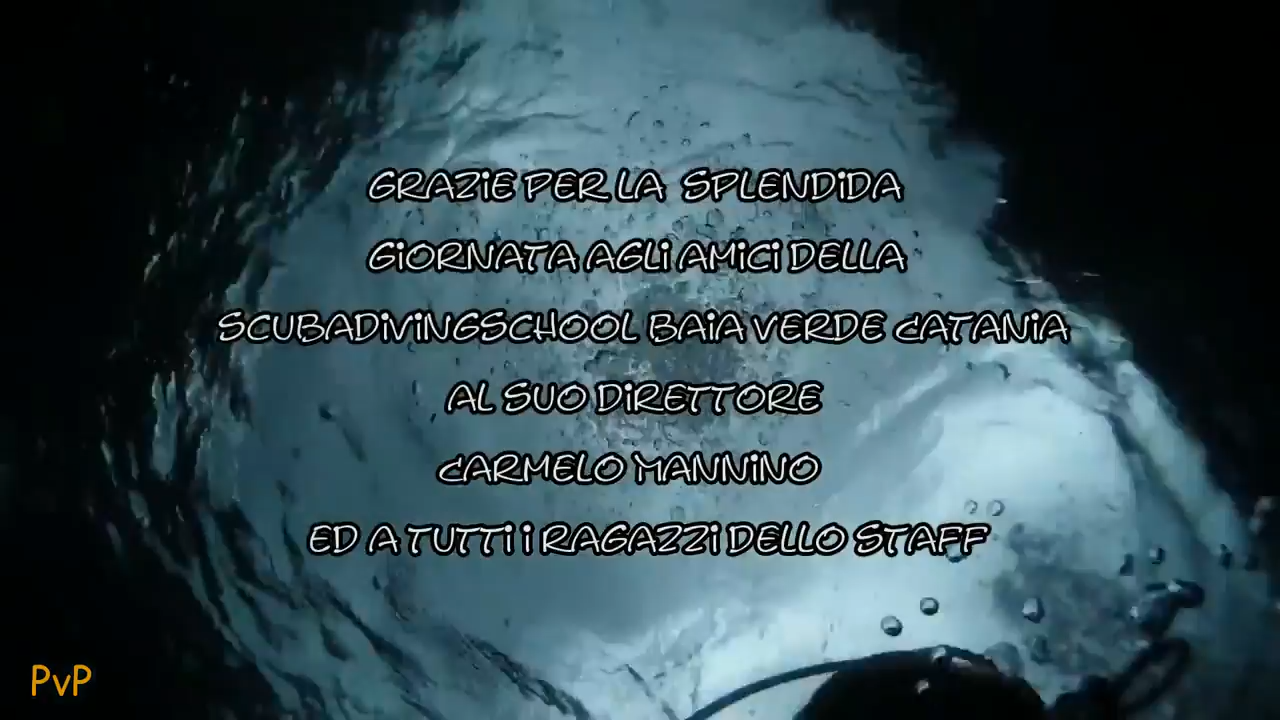 GRAZIE PER LA SPLENDIDA
GIORNATA AGLI AMICI DELLA
SCUBADIVINGSCHOOL BAIA VERDE CATANIA
AL SUO DIRETTORE
CARMELO MANNINO
ED A TUTTI I RAGAZZI DELLO STAFF
PvP